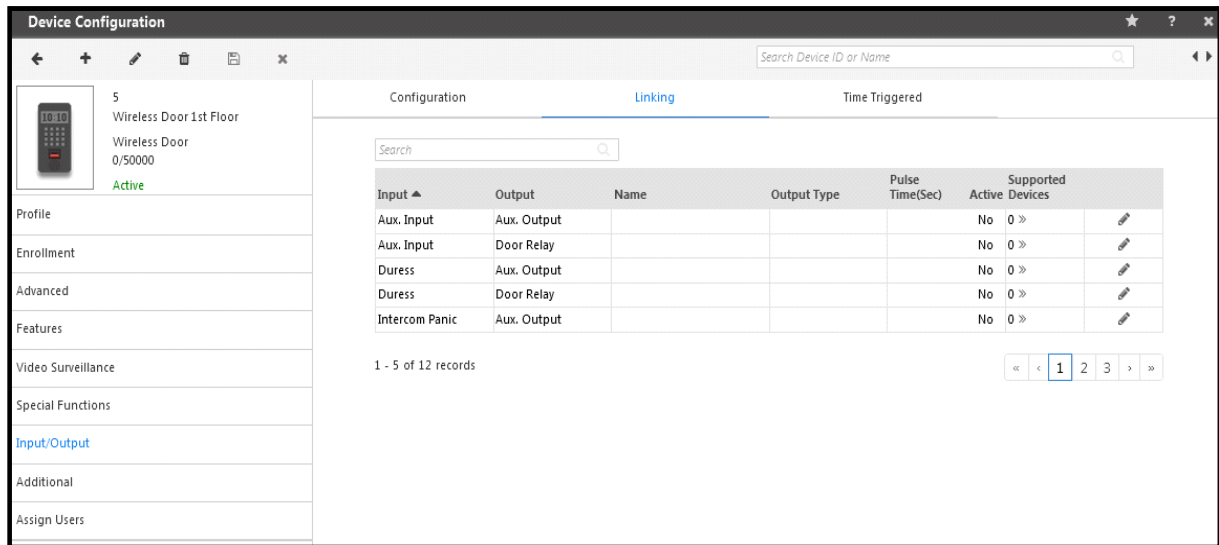 Device Configuration
? ×
Search Device ID or Name
10:10
5
Wireless Door 1st Floor
Wireless Door
0/50000
Active
Profile
Enrollment
Advanced
Features
Video Surveillance
Special Functions
Input/Output
Additional
Assign Users
Configuration Linking Time Triggered
Search
Input Output Name Output Type Pulse Time(Sec) Active Supported Devices
Aux. Input Aux. Output No 0 »
Aux. Input Door Relay No 0 »
Duress Aux. Output No 0 »
Duress Door Relay No 0 »
Intercom Panic Aux. Output No 0 »
1 - 5 of 12 records
« ‹ 1 2 3 › »